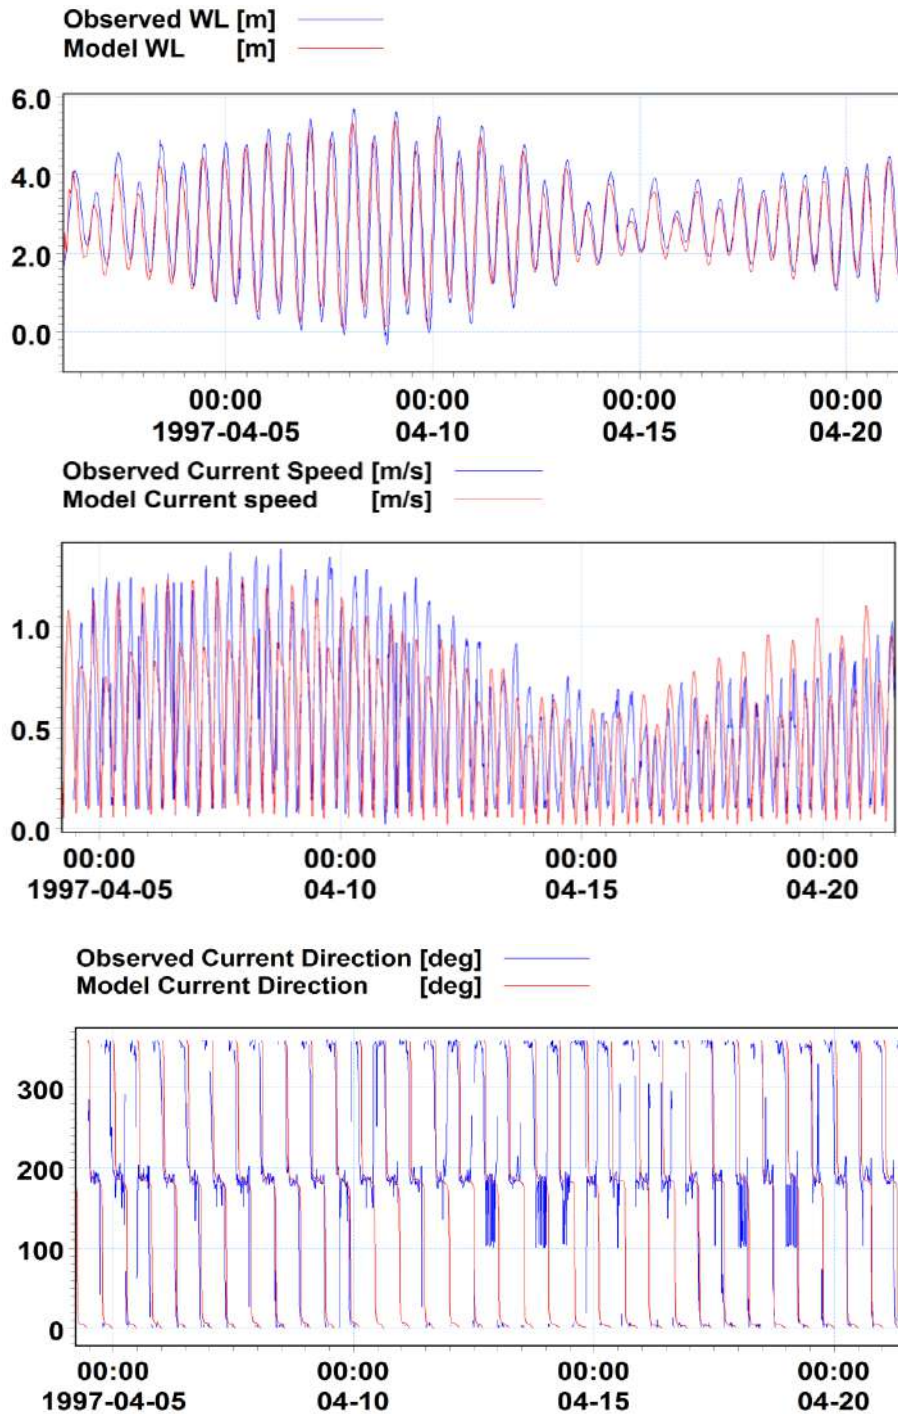 Observed WL [m]
Model WL [m]
6.0
4.0
2.0
0.0
00:00 00:00 00:00 00:00
1997-04-05 04-10 04-15 04-20
Observed Current Speed [m/s]
Model Current speed [m/s]
1.0
0.5
0.0
00:00 00:00 00:00 00:00
1997-04-05 04-10 04-15 04-20
Observed Current Direction [deg]
Model Current Direction [deg]
300
200
100
0
00:00 00:00 00:00 00:00
1997-04-05 04-10 04-15 04-20